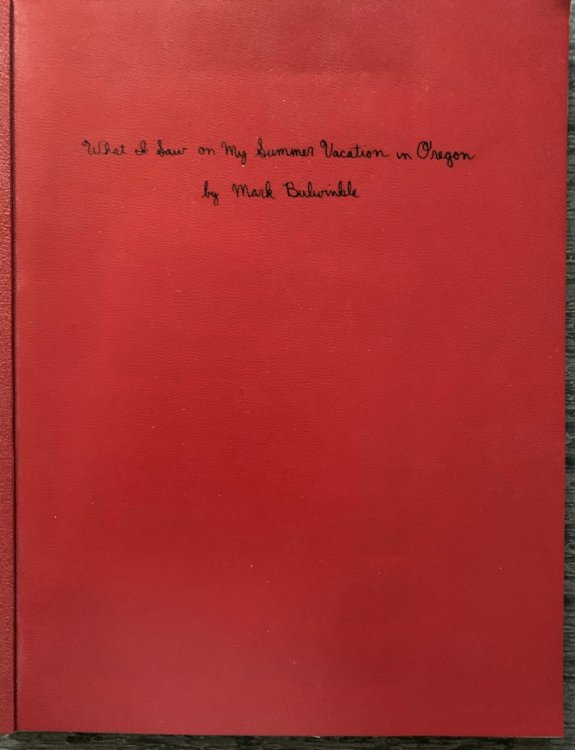 What I Saw on My Summer Vacation in Oregon
by Mark Bulwinkle